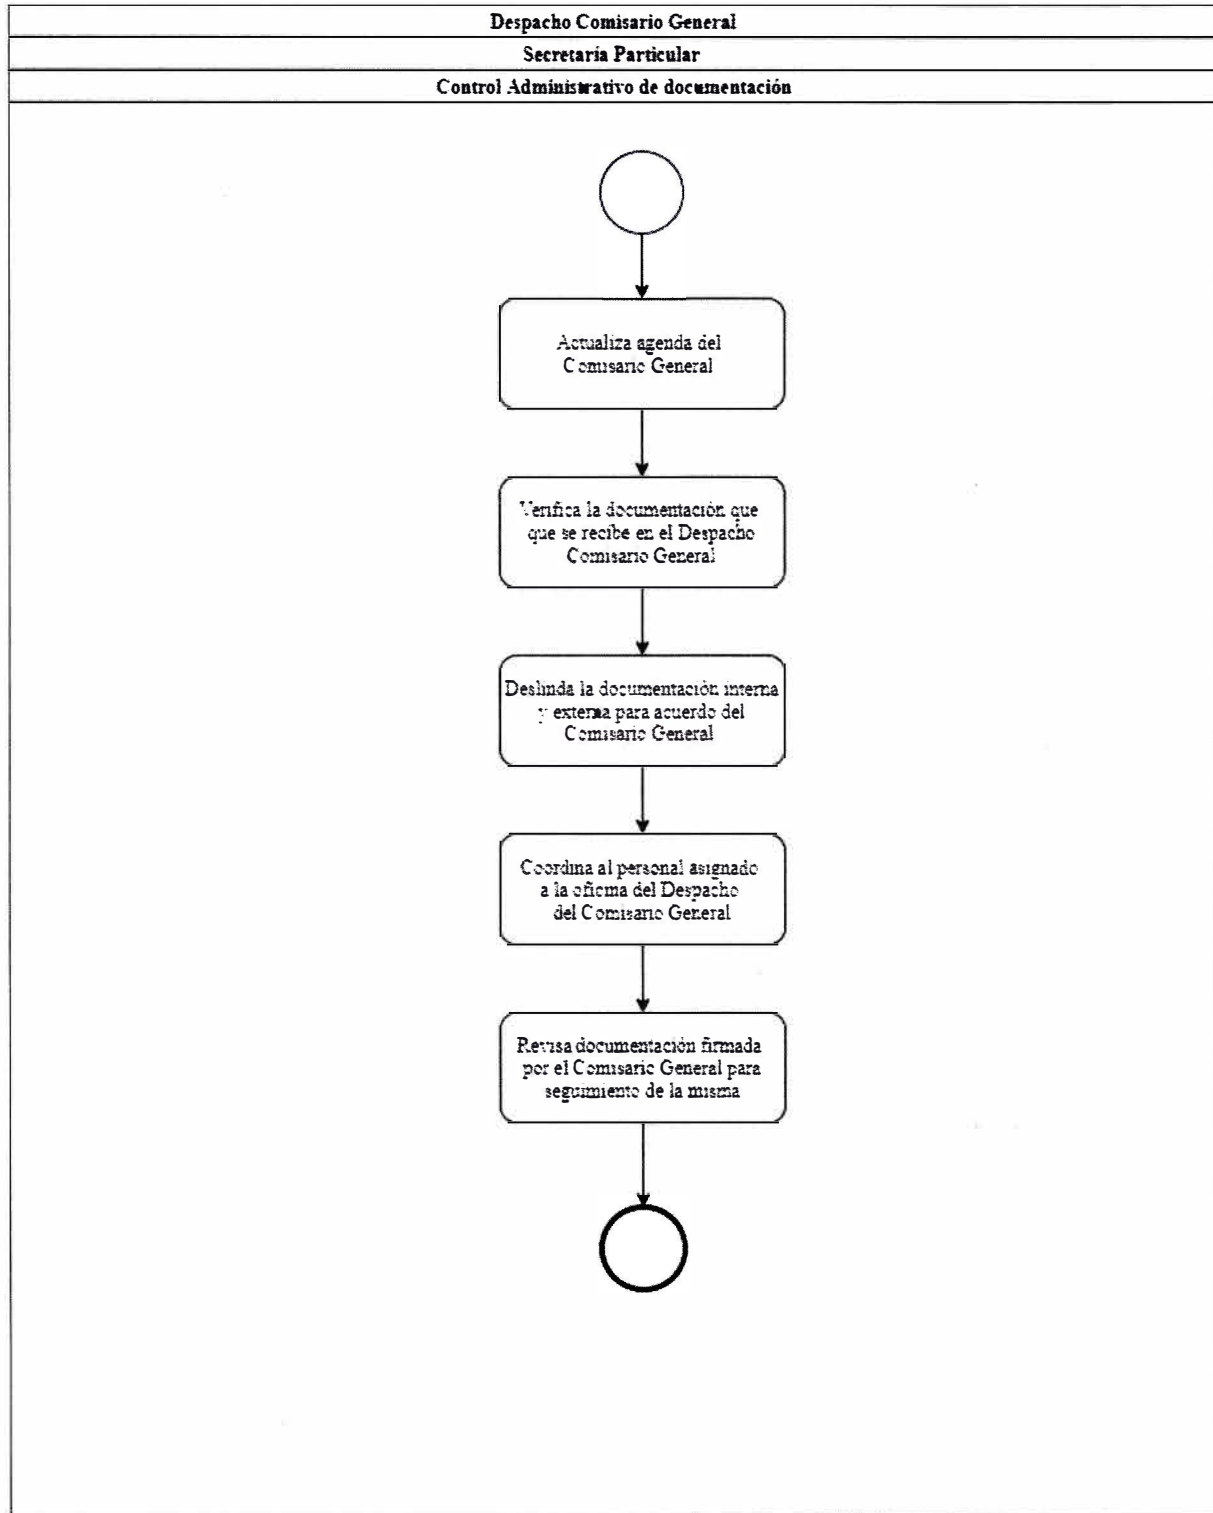 Despacho Comisario General
Secretaría Particular
Control Administrativo de documentación
Actualiza agenda del
Comisario General
Verifica la documentación que
que se recibe en el Despacho
Comisario General
Deslinda la documentación interna
y externa para acuerdo del
Comisario General
Coordina al personal asignado
a la oficina del Despacho
del Comisario General
Revisa documentación firmada
por el Comisario General para
seguimiento de la misma